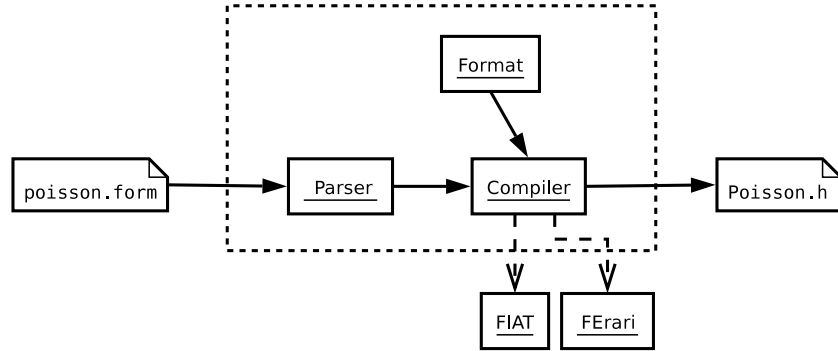 Format
poisson.form
Parser
Compiler
Poisson.h
FIAT
FErari